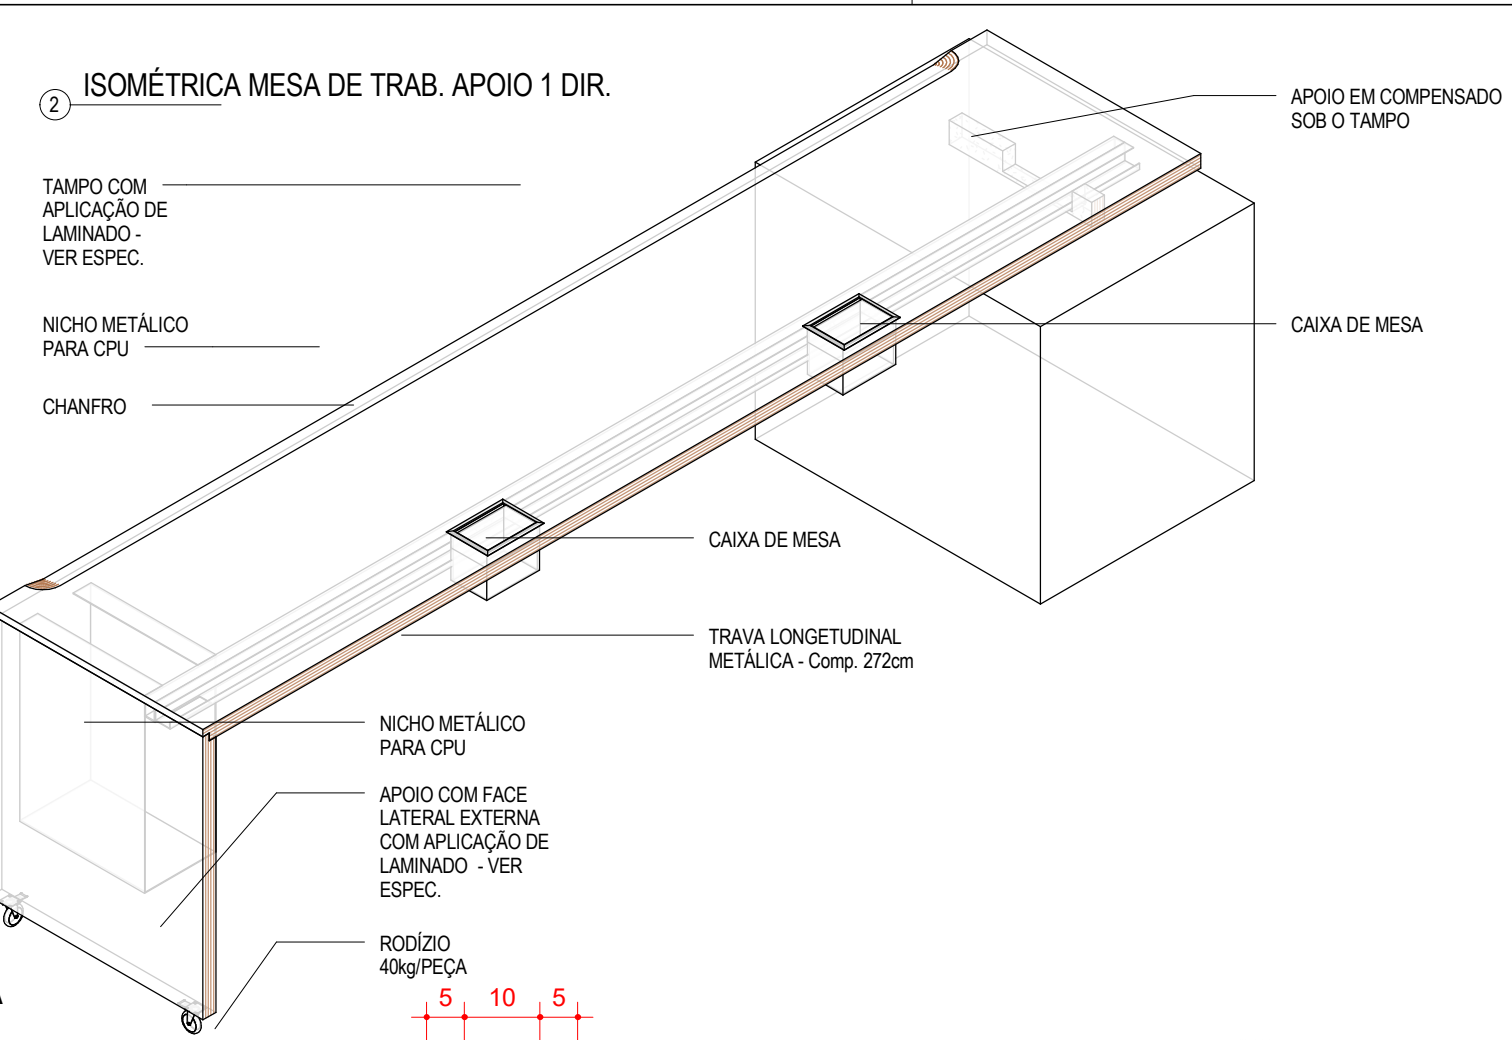 ISOMÉTRICA MESA DE TRAB. APOIO 1 DIR.
2
APOIO EM COMPENSADO
SOB O TAMPO
TAMPO COM
APLICAÇÃO DE
LAMINADO -
VER ESPEC.
NICHO METÁLICO
PARA CPU
CAIXA DE MESA
CHANFRO
CAIXA DE MESA
TRAVA LONGETUDINAL
METÁLICA - Comp. 272cm
NICHO METÁLICO
PARA CPU
APOIO COM FACE
LATERAL EXTERNA
COM APLICAÇÃO DE
LAMINADO - VER
ESPEC.
RODÍZIO
40kg/PEÇA
5 10 5